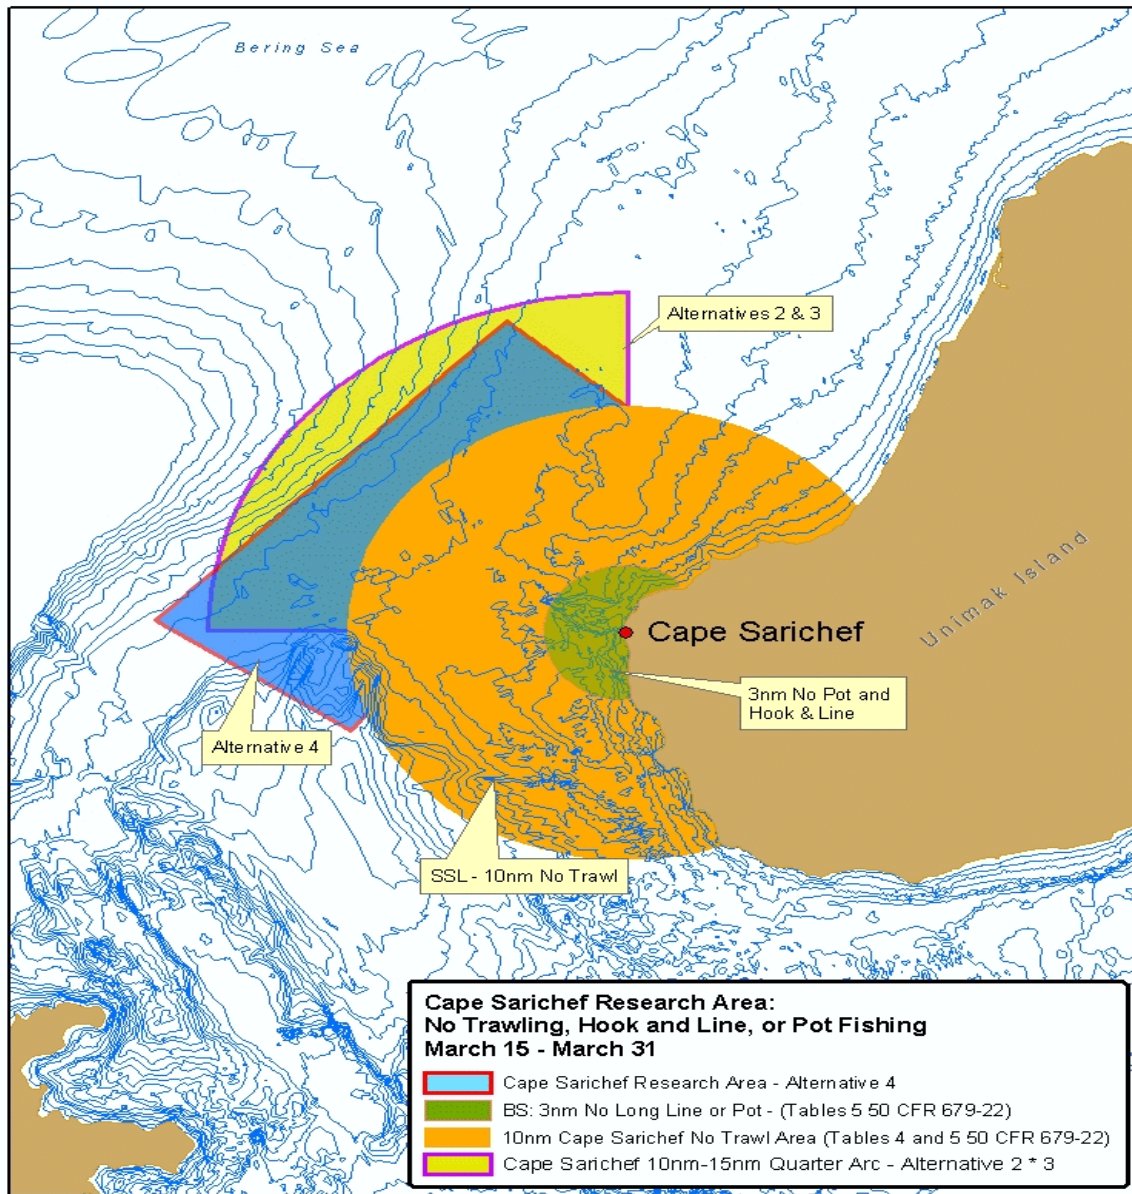 Bering Sea
Alternatives 2 & 3
Unimak Island
Cape Sarichef
3nm No Pot and
Hook & Line
Alternative 4
SSL - 10nm No Trawl
Cape Sarichef Research Area:
No Trawling, Hook and Line, or Pot Fishing
March 15 - March 31
Cape Sarichef Research Area - Alternative 4
BS: 3nm No Long Line or Pot - (Tables 5 50 CFR 679-22)
10nm Cape Sarichef No Trawl Area (Tables 4 and 5 50 CFR 679-22)
Cape Sarichef 10nm-15nm Quarter Arc - Alternative 2 * 3